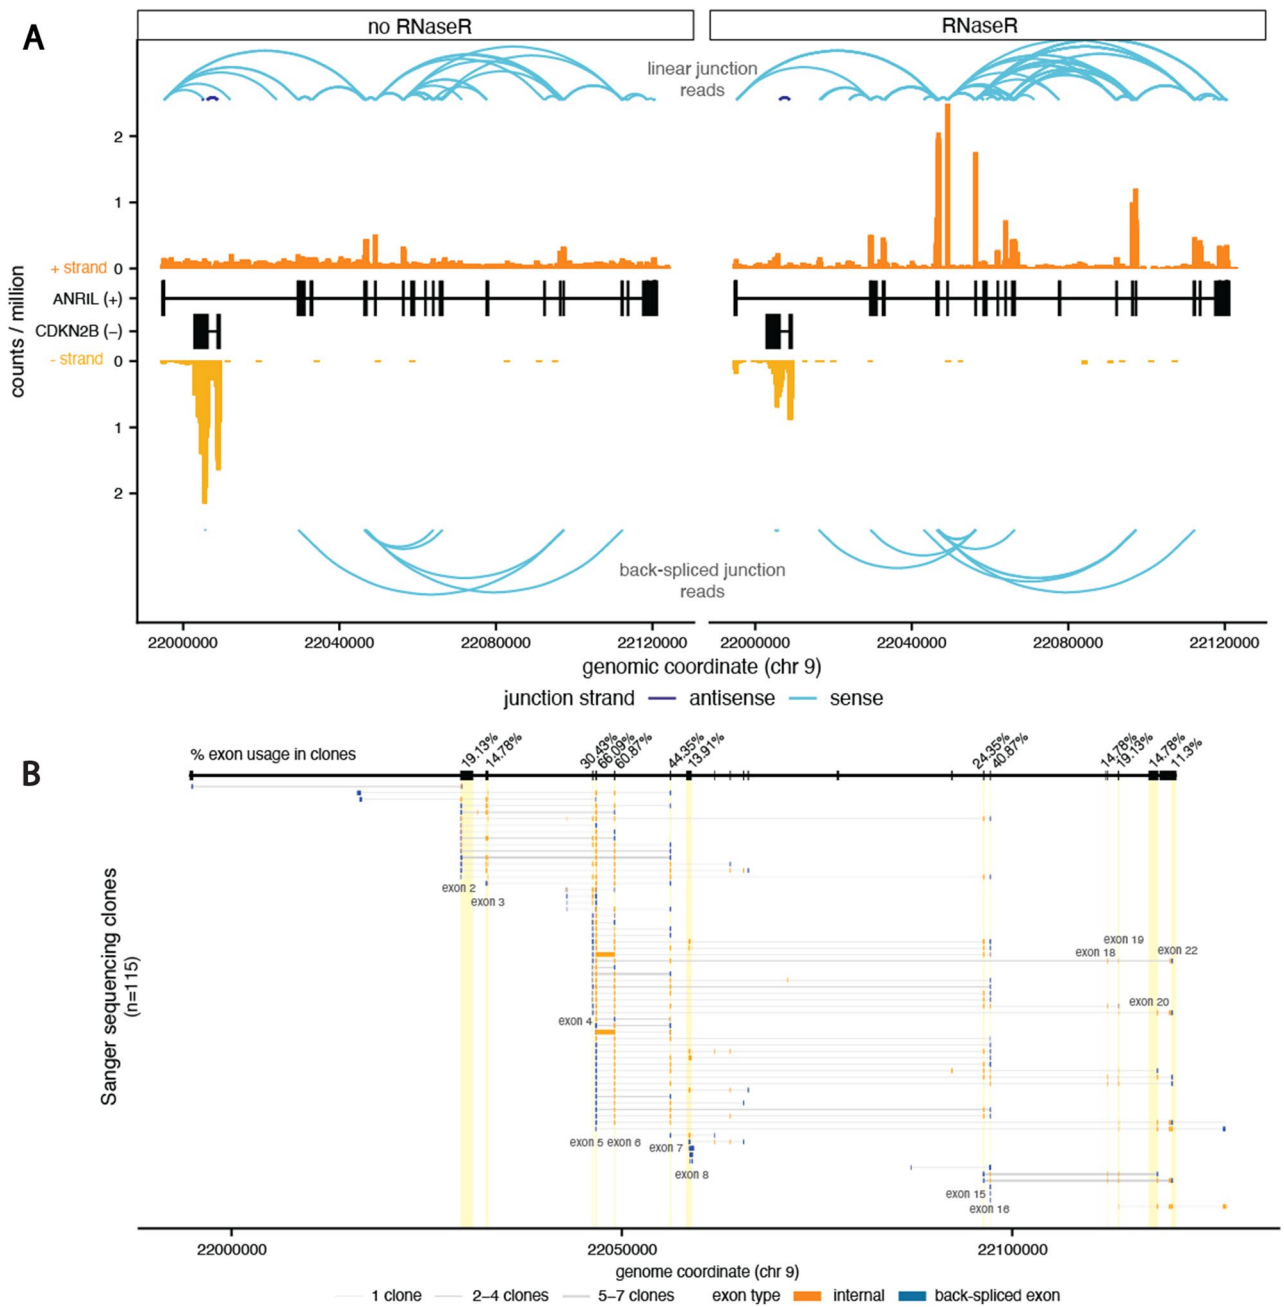 A
no RNaseR
RNaseR
linear junction
reads
2
1
+ strand 0
ANRIL (+)
CDKN2B (−)
- strand 0
1
2
counts / million
back-spliced junction
reads
22000000 22040000 22080000 22120000 22000000 22040000 22080000 22120000
genomic coordinate (chr 9)
junction strand antisense sense
B
% exon usage in clones
19.13% 14.78% 30.43% 66.09% 60.87% 44.35% 13.91% 24.35% 40.87% 14.78% 19.13% 14.78% 11.3%
exon 2
exon 3
exon 19
exon 18 exon 22
exon 20
exon 4
exon 5 exon 6 exon 7
exon 8
exon 15
exon 16
Sanger sequencing clones
(n=115)
22000000 22050000 22100000
genome coordinate (chr 9)
1 clone 2−4 clones 5−7 clones exon type internal back-spliced exon